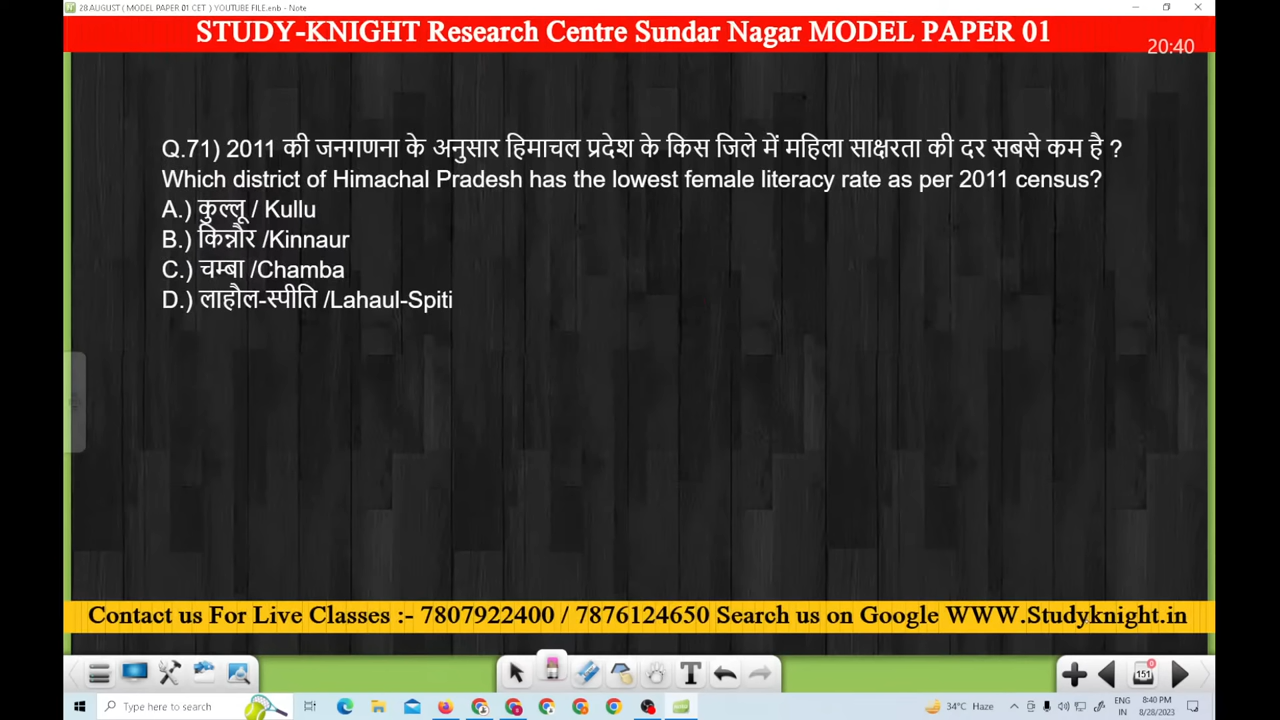 28 AUGUST ( MODEL PAPER 01 CET ) YOUTUBE FILE.enb - Note
STUDY-KNIGHT Research Centre Sundar Nagar MODEL PAPER 01
20:40
Q.71) 2011 की जनगणना के अनुसार हिमाचल प्रदेश के किस जिले में महिला साक्षरता की दर सबसे कम है ?
Which district of Himachal Pradesh has the lowest female literacy rate as per 2011 census?
A.) कुल्लू / Kullu
B.) किन्नौर /Kinnaur
C.) चम्बा /Chamba
D.) लाहौल-स्पीति /Lahaul-Spiti
Contact us For Live Classes :- 7807922400 / 7876124650 Search us on Google WWW.Studyknight.in
T
151
0
Type here to search
34°C Haze
ENG
IN
8:40 PM
8/28/2023